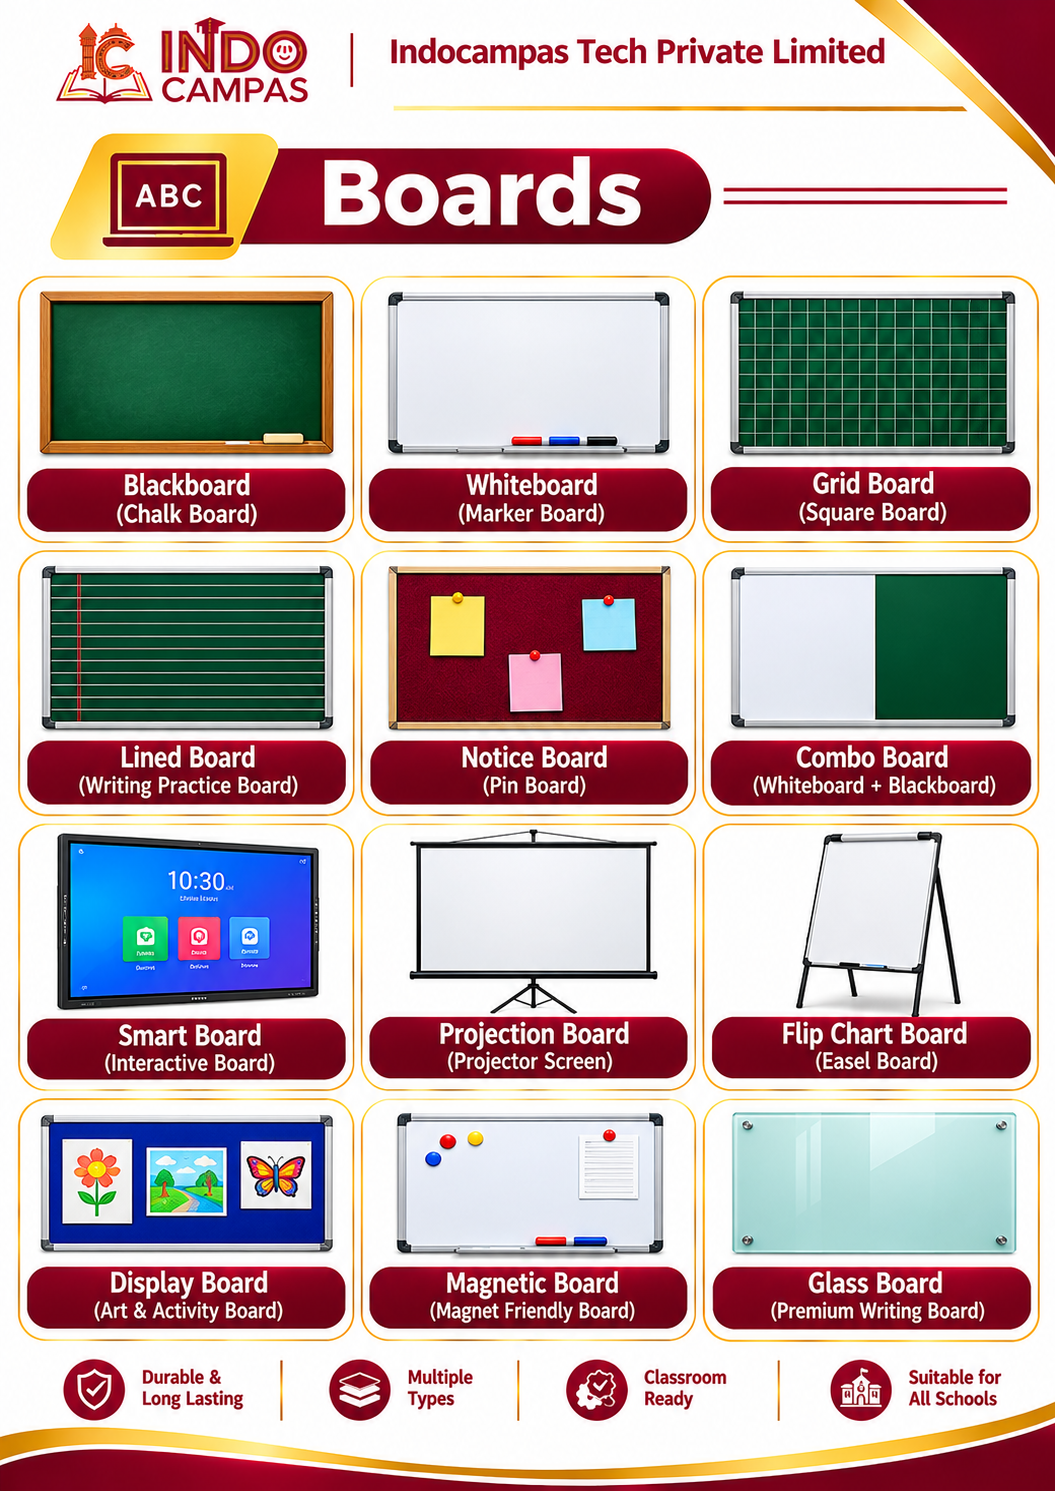 IC INDO
CAMPAS
Indocampas Tech Private Limited
ABC
Boards
Blackboard
(Chalk Board)
Whiteboard
(Marker Board)
Grid Board
(Square Board)
Lined Board
(Writing Practice Board)
Notice Board
(Pin Board)
Combo Board
(Whiteboard + Blackboard)
10:30
Smart Board
(Interactive Board)
Projection Board
(Projector Screen)
Flip Chart Board
(Easel Board)
Display Board
(Art & Activity Board)
Magnetic Board
(Magnet Friendly Board)
Glass Board
(Premium Writing Board)
Durable &
Long Lasting
Multiple
Types
Classroom
Ready
Suitable for
All Schools